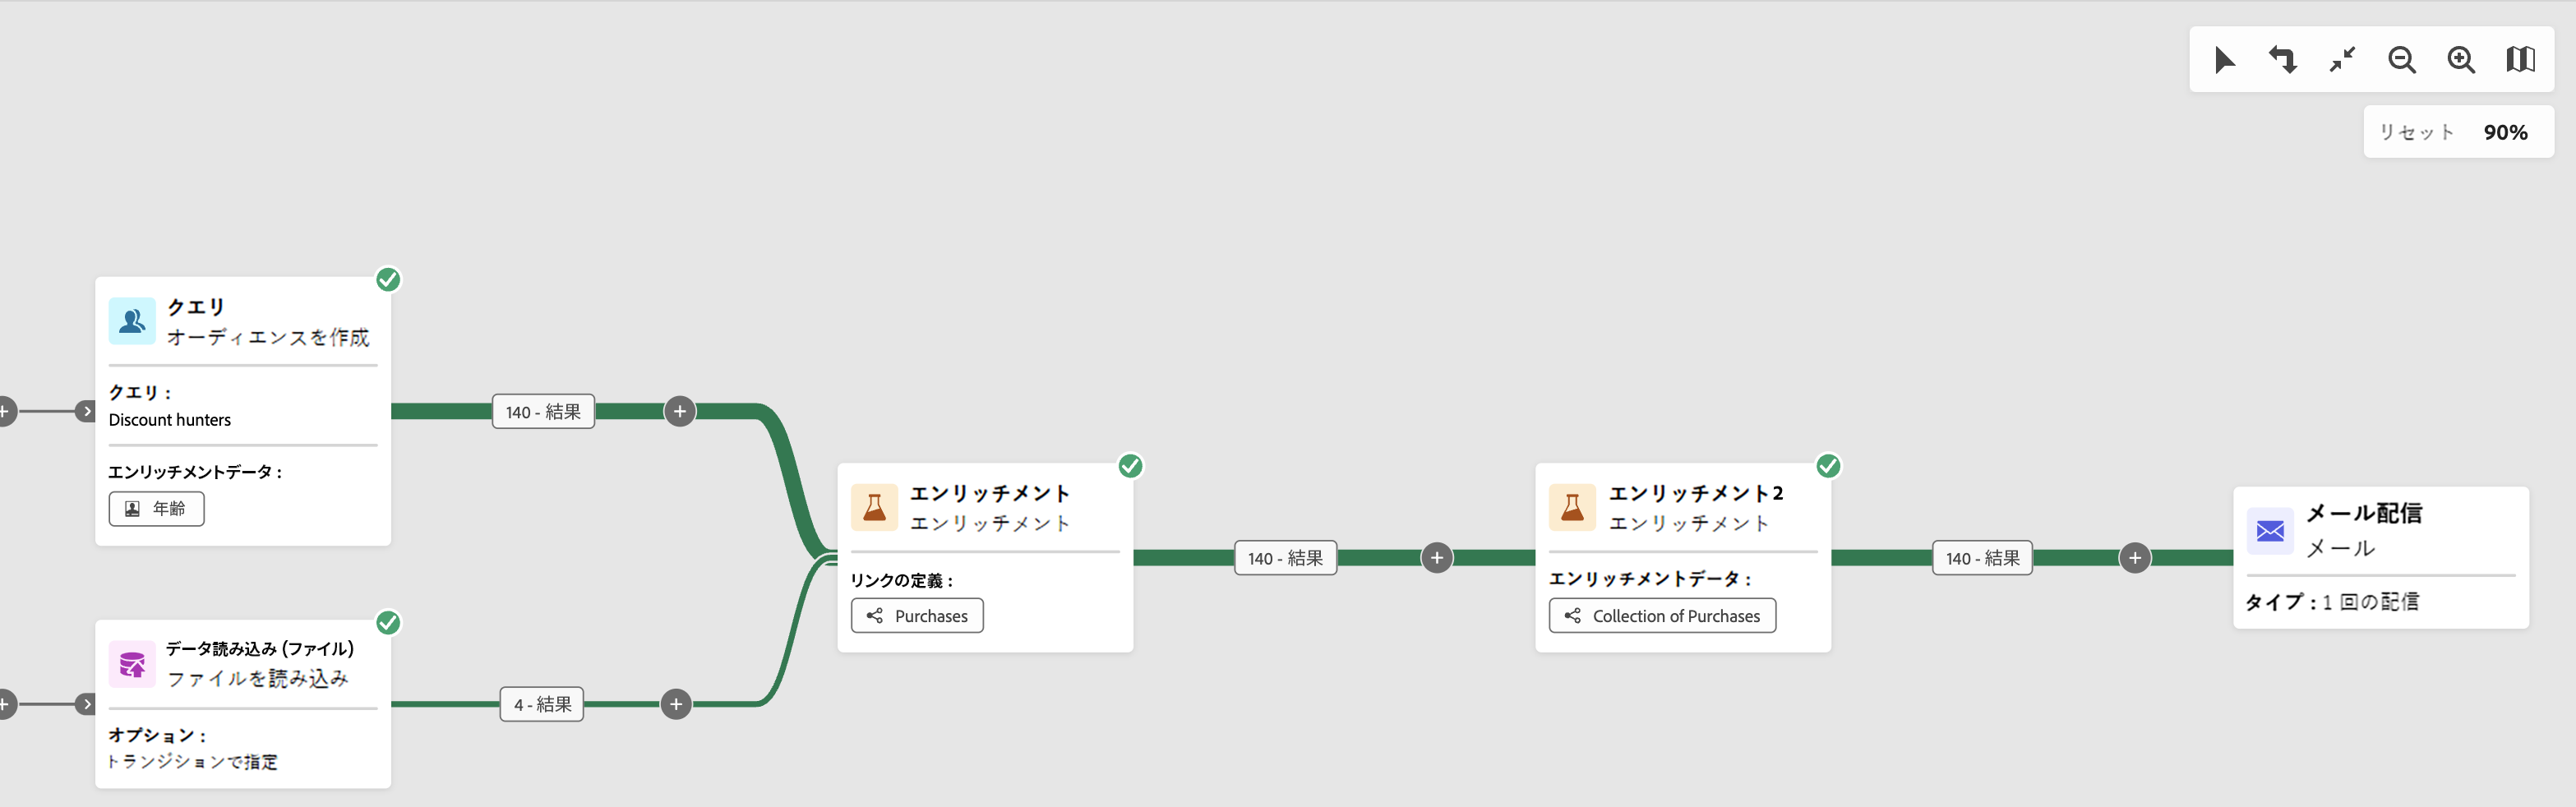 リセット 90%
クエリ
オーディエンスを作成
クエリ :
Discount hunters
エンリッチメントデータ :
年齢
140 - 結果
データ読み込み (ファイル)
ファイルを読み込み
オプション :
トランジションで指定
4 - 結果
エンリッチメント
エンリッチメント
リンクの定義 :
Purchases
140 - 結果
エンリッチメント2
エンリッチメント
エンリッチメントデータ :
Collection of Purchases
140 - 結果
メール配信
メール
タイプ : 1 回の配信